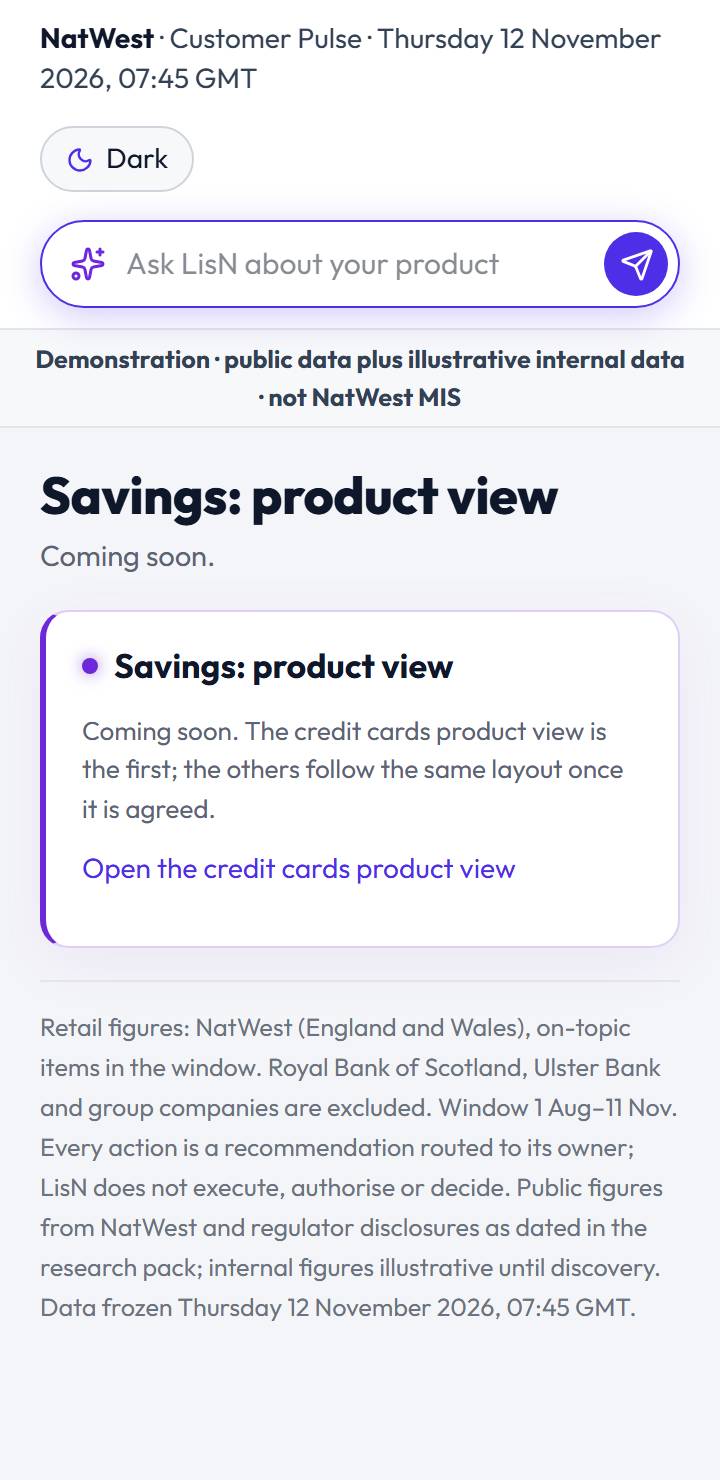 NatWest · Customer Pulse · Thursday 12 November
2026, 07:45 GMT
Dark
Ask LisN about your product
Demonstration · public data plus illustrative internal data
· not NatWest MIS
Savings: product view
Coming soon.
Savings: product view
Coming soon. The credit cards product view is
the first; the others follow the same layout once
it is agreed.
Open the credit cards product view
Retail figures: NatWest (England and Wales), on-topic
items in the window. Royal Bank of Scotland, Ulster Bank
and group companies are excluded. Window 1 Aug–11 Nov.
Every action is a recommendation routed to its owner;
LisN does not execute, authorise or decide. Public figures
from NatWest and regulator disclosures as dated in the
research pack; internal figures illustrative until discovery.
Data frozen Thursday 12 November 2026, 07:45 GMT.